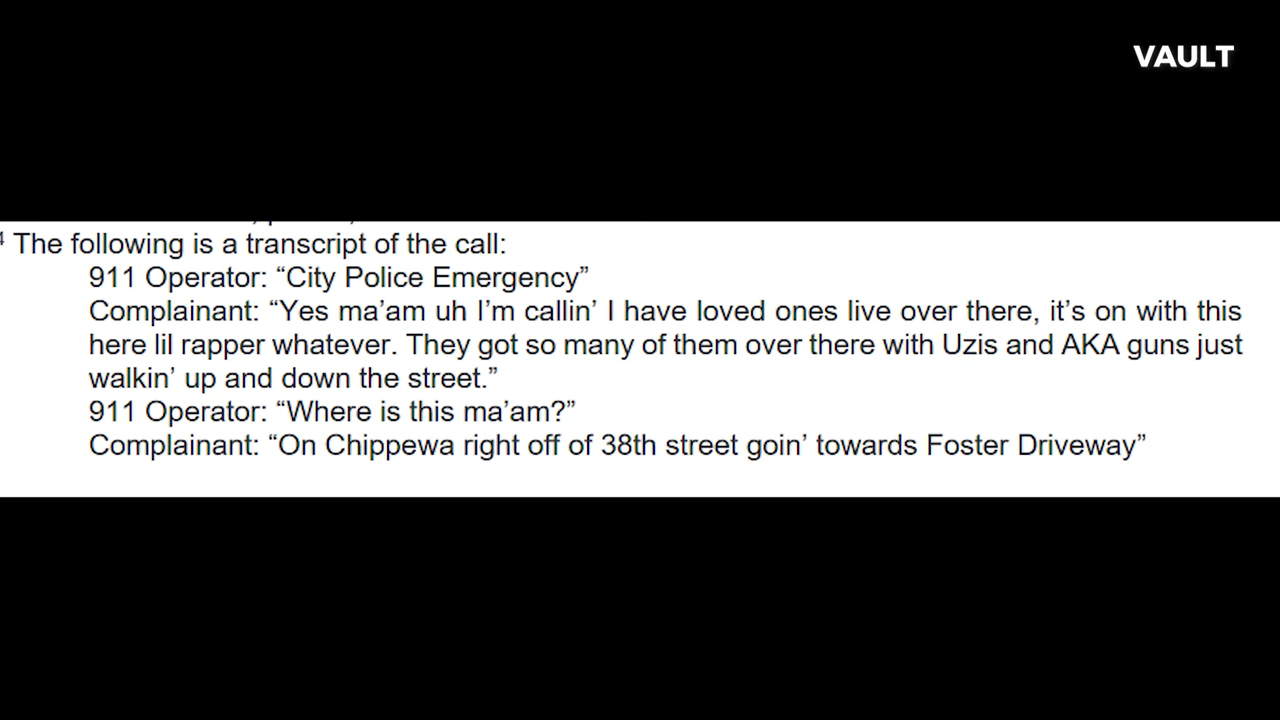 VAULT
4 The following is a transcript of the call:
911 Operator: “City Police Emergency”
Complainant: “Yes ma’am uh I’m callin’ I have loved ones live over there, it’s on with this
here lil rapper whatever. They got so many of them over there with Uzis and AKA guns just
walkin’ up and down the street.”
911 Operator: “Where is this ma’am?”
Complainant: “On Chippewa right off of 38th street goin’ towards Foster Driveway”